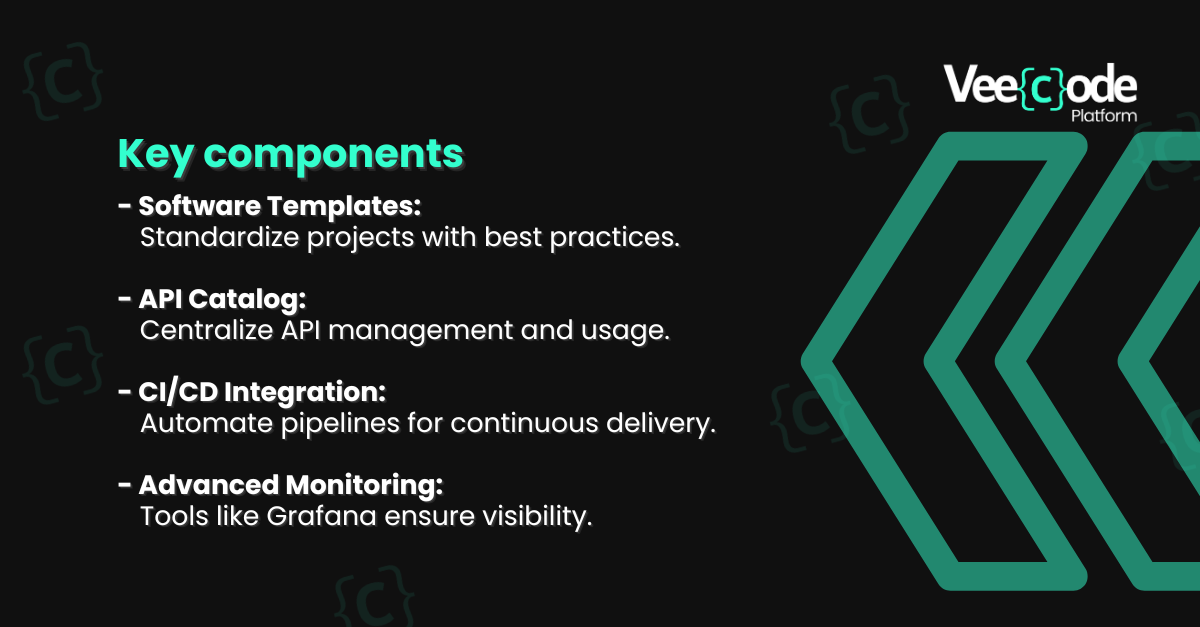 Vee{C}ode
Platform
Key components
- Software Templates:
Standardize projects with best practices.
- API Catalog:
Centralize API management and usage.
- CI/CD Integration:
Automate pipelines for continuous delivery.
- Advanced Monitoring:
Tools like Grafana ensure visibility.
{C}
{C}
{C}
{C}
{C}
{C}